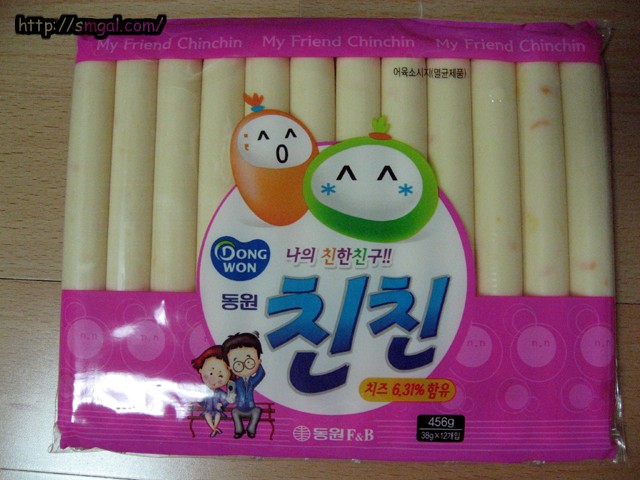 http://smgal.com/
My Friend Chinchin My Friend Chinchin My Friend Chinchin
어육소시지(멸균제품)
DONG
WON
나의 친한친구!!
동원
친친
치즈 6.31% 함유
456g
38g×12개입
동원F&B
n.n n.n n.n n.n